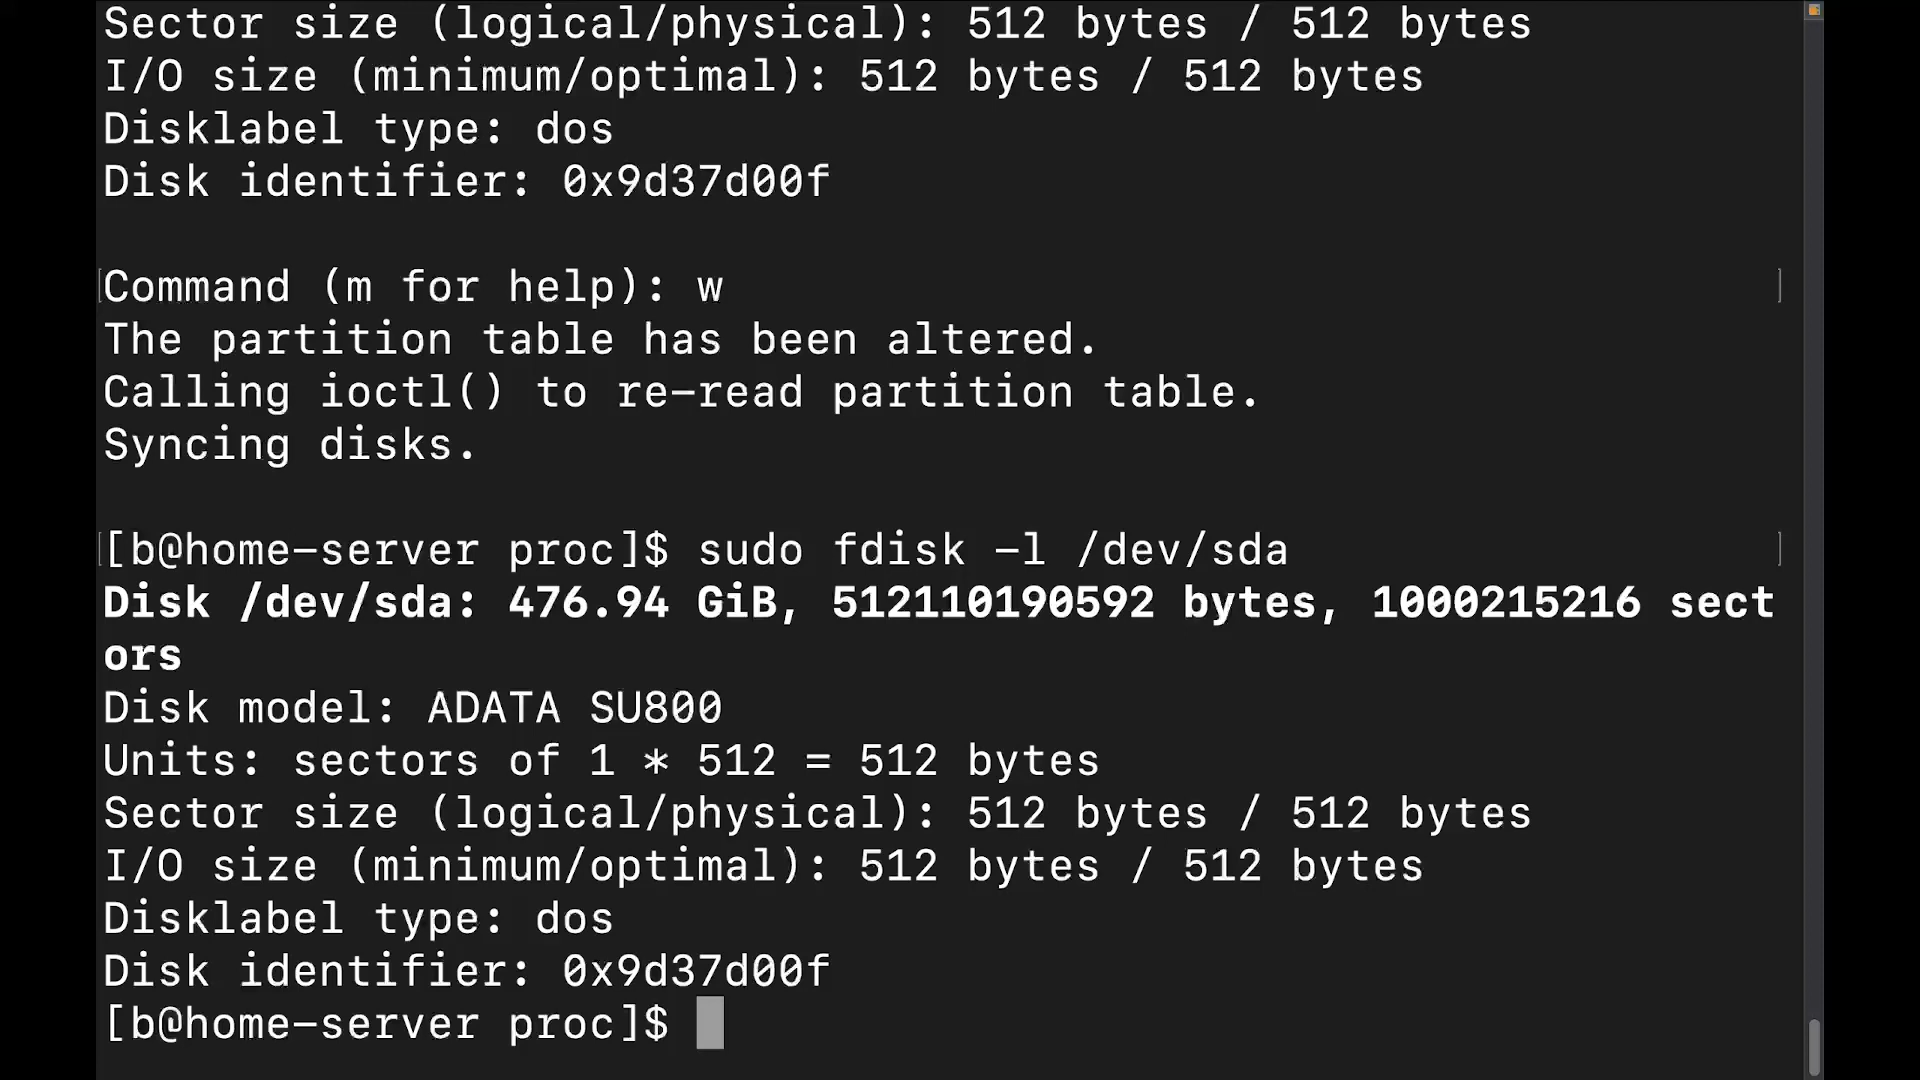 Sector size (logical/physical): 512 bytes / 512 bytes
I/O size (minimum/optimal): 512 bytes / 512 bytes
Disklabel type: dos
Disk identifier: 0x9d37d00f
Command (m for help): w
The partition table has been altered.
Calling ioctl() to re-read partition table.
Syncing disks.
[b@home-server proc]$ sudo fdisk -l /dev/sda
Disk /dev/sda: 476.94 GiB, 512110190592 bytes, 1000215216 sect
ors
Disk model: ADATA SU800
Units: sectors of 1 * 512 = 512 bytes
Sector size (logical/physical): 512 bytes / 512 bytes
I/O size (minimum/optimal): 512 bytes / 512 bytes
Disklabel type: dos
Disk identifier: 0x9d37d00f
[b@home-server proc]$